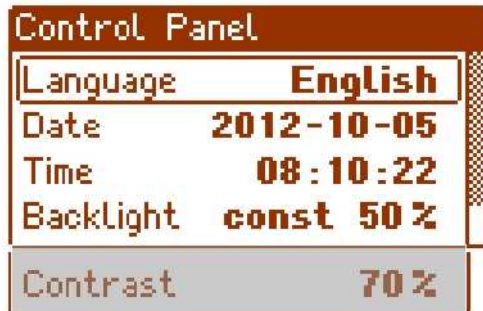 Control Panel
Language English
Date 2012-10-05
Time 08:10:22
Backlight const 50%
Contrast 70%